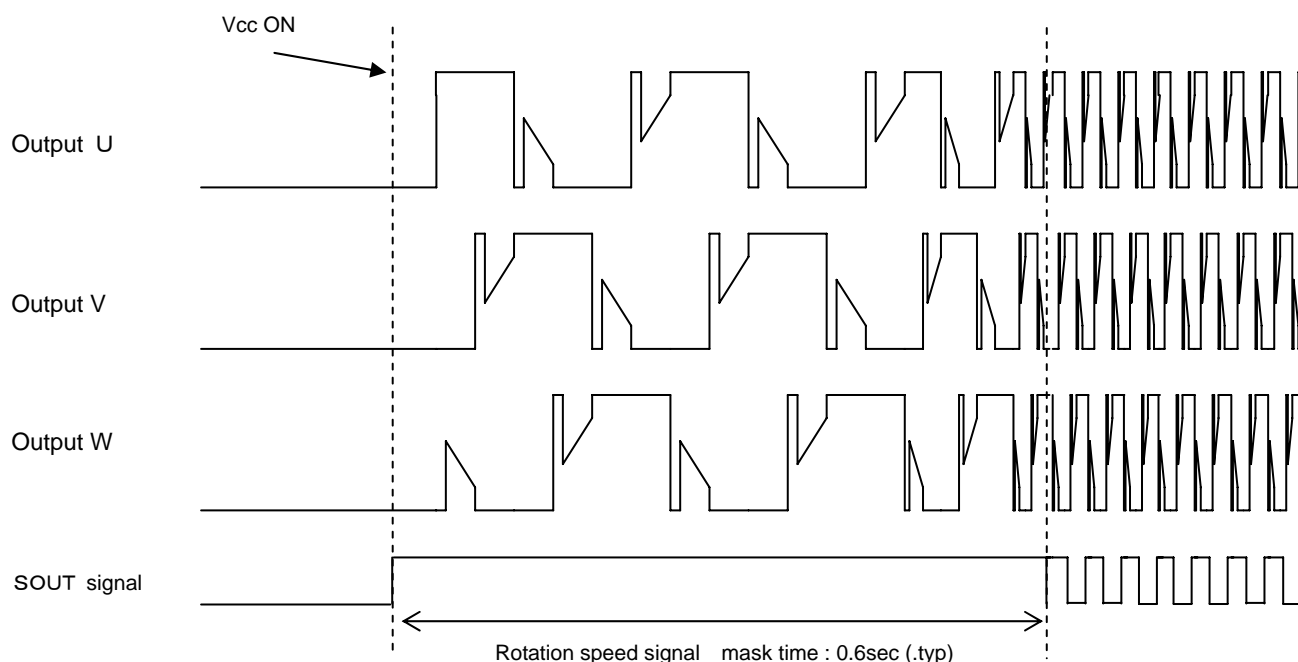 Vcc ON
Output U
Output V
Output W
SOUT signal
Rotation speed signal mask time : 0.6sec (.typ)